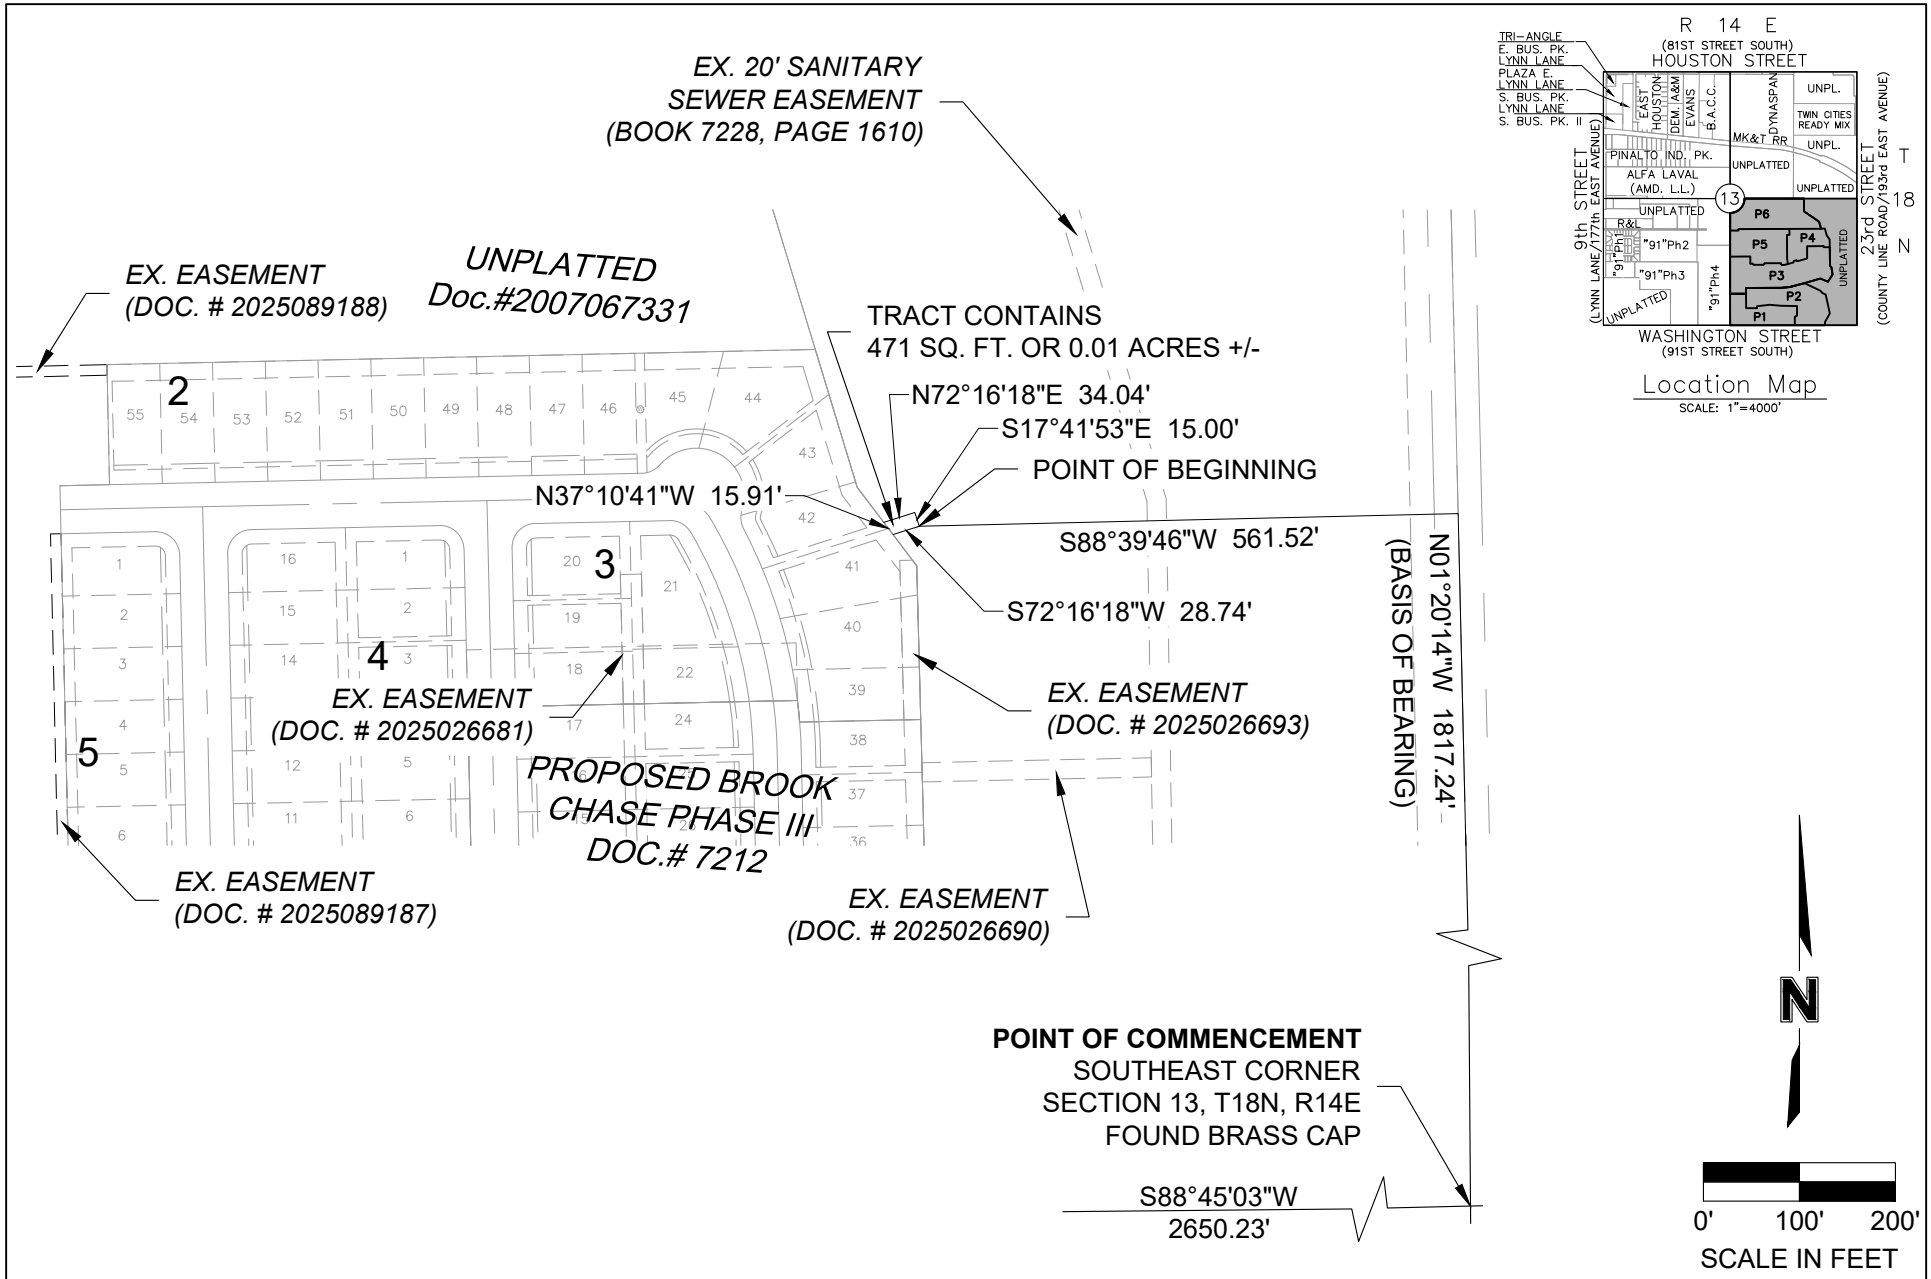 EX. 20' SANITARY
SEWER EASEMENT
(BOOK 7228, PAGE 1610)
EX. EASEMENT
(DOC. # 2025089188)
UNPLATTED
Doc.#2007067331
TRACT CONTAINS
471 SQ. FT. OR 0.01 ACRES +/-
N72°16'18"E 34.04'
S17°41'53"E 15.00'
POINT OF BEGINNING
N37°10'41"W 15.91'
S88°39'46"W 561.52'
S72°16'18"W 28.74'
N01°20'14"W 1817.24'
(BASIS OF BEARING)
2
55
54
53
52
51
50
49
48
47
46
45
44
43
42
41
40
39
38
37
36
3
20
19
18
17
21
22
24
4
16
15
14
12
11
1
2
3
5
6
5
1
2
3
4
5
6
EX. EASEMENT
(DOC. # 2025026681)
EX. EASEMENT
(DOC. # 2025026693)
PROPOSED BROOK
CHASE PHASE III
DOC.# 7212
EX. EASEMENT
(DOC. # 2025089187)
EX. EASEMENT
(DOC. # 2025026690)
POINT OF COMMENCEMENT
SOUTHEAST CORNER
SECTION 13, T18N, R14E
FOUND BRASS CAP
S88°45'03"W
2650.23'
R 14 E
(81ST STREET SOUTH)
HOUSTON STREET
TRI-ANGLE
E. BUS. PK.
LYNN LANE
PLAZA E.
LYNN LANE
S. BUS. PK.
LYNN LANE
S. BUS. PK. II
EAST
HOUSTON
DEM. A&M
EVANS
B.A.C.C.
DYNASPAN
UNPL.
TWIN CITIES
READY MIX
UNPL.
MK&T RR
PINALTO IND. PK.
UNPLATTED
ALFA LAVAL
(AMD. L.L.)
UNPLATTED
13
UNPLATTED
R&L
"91"Ph1
"91"Ph2
"91"Ph3
"91"Ph4
UNPLATTED
P6
P5
P4
P3
P2
P1
UNPLATTED
9th STREET
(LYNN LANE/177th EAST AVENUE)
23rd STREET
(COUNTY LINE ROAD/193rd EAST AVENUE)
T
18
N
WASHINGTON STREET
(91ST STREET SOUTH)
Location Map
SCALE: 1"=4000'
N
0' 100' 200'
SCALE IN FEET